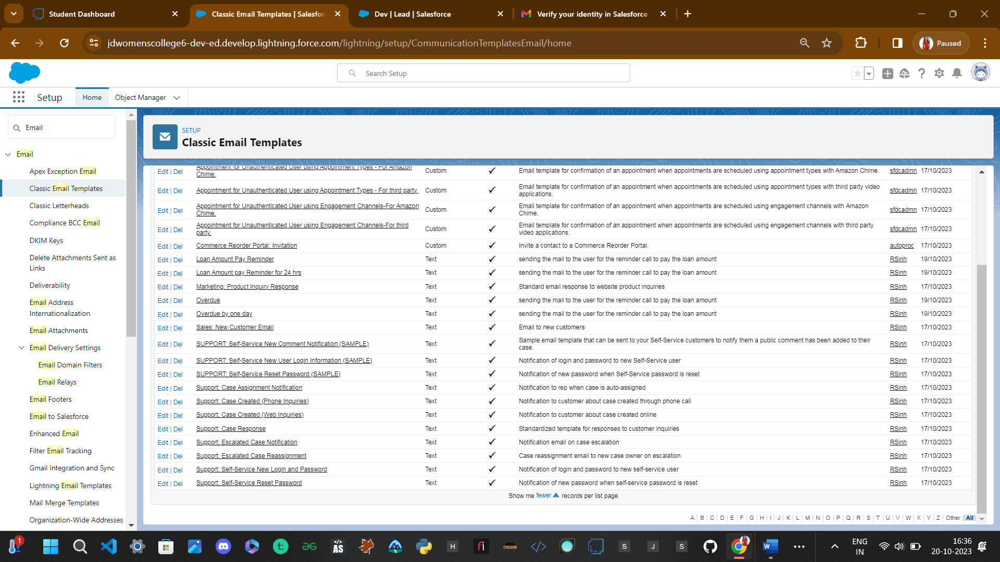 Student Dashboard
Classic Email Templates | Salesforc
Dev | Lead | Salesforce
Verify your identity in Salesforce -
jdwomenscollege6-dev-ed.develop.lightning.force.com/lightning/setup/CommunicationTemplatesEmail/home
Paused
Search Setup
Setup
Home
Object Manager
Email
Email
Apex Exception Email
Classic Email Templates
Classic Letterheads
Compliance BCC Email
DKIM Keys
Delete Attachments Sent as
Links
Deliverability
Email Address
Internationalization
Email Attachments
Email Delivery Settings
Email Domain Filters
Email Relays
Email Footers
Email to Salesforce
Enhanced Email
Filter Email Tracking
Gmail Integration and Sync
Lightning Email Templates
Mail Merge Templates
Organization-Wide Addresses
SETUP
Classic Email Templates
Edit | Del Appointment for Unauthenticated User using Appointment Types - For Amazon
Chime. Custom Email template for confirmation of an appointment when appointments are scheduled using appointment types with Amazon Chime. sfdcadmn 17/10/2023
Edit | Del Appointment for Unauthenticated User using Appointment Types - For third party. Custom Email template for confirmation of an appointment when appointments are scheduled using appointment types with third party video
applications. sfdcadmn 17/10/2023
Edit | Del Appointment for Unauthenticated User using Engagement Channels-For Amazon
Chime. Custom Email template for confirmation of an appointment when appointments are scheduled using engagement channels with Amazon
Chime. sfdcadmn 17/10/2023
Edit | Del Appointment for Unauthenticated User using Engagement Channels-For third
party. Custom Email template for confirmation of an appointment when appointments are scheduled using engagement channels with third party
video applications. sfdcadmn 17/10/2023
Edit | Del Commerce Reorder Portal: Invitation Custom Invite a contact to a Commerce Reorder Portal. autoproc 17/10/2023
Edit | Del Loan Amount Pay Reminder Text sending the mail to the user for the reminder call to pay the loan amount RSinh 19/10/2023
Edit | Del Loan Amount pay Reminder for 24 hrs Text sending the mail to the user for the reminder call to pay the loan amount RSinh 19/10/2023
Edit | Del Marketing: Product Inquiry Response Text Standard email response to website product inquiries RSinh 17/10/2023
Edit | Del Overdue Text sending the mail to the user for the reminder call to pay the loan amount RSinh 19/10/2023
Edit | Del Overdue by one day Text sending the mail to the user for the reminder call to pay the loan amount RSinh 19/10/2023
Edit | Del Sales: New Customer Email Text Email to new customers RSinh 17/10/2023
Edit | Del SUPPORT: Self-Service New Comment Notification (SAMPLE) Text Sample email template that can be sent to your Self-Service customers to notify them a public comment has been added to their
case. RSinh 17/10/2023
Edit | Del SUPPORT: Self-Service New User Login Information (SAMPLE) Text Notification of login and password to new Self-Service user RSinh 17/10/2023
Edit | Del SUPPORT: Self-Service Reset Password (SAMPLE) Text Notification of new password when Self-Service password is reset RSinh 17/10/2023
Edit | Del Support: Case Assignment Notification Text Notification to rep when case is auto-assigned RSinh 17/10/2023
Edit | Del Support: Case Created (Phone Inquiries) Text Notification to customer about case created through phone call RSinh 17/10/2023
Edit | Del Support: Case Created (Web Inquiries) Text Notification to customer about case created online RSinh 17/10/2023
Edit | Del Support: Case Response Text Standardized template for responses to customer inquiries RSinh 17/10/2023
Edit | Del Support: Escalated Case Notification Text Notification email on case escalation RSinh 17/10/2023
Edit | Del Support: Escalated Case Reassignment Text Case reassignment email to new case owner on escalation RSinh 17/10/2023
Edit | Del Support: Self-Service New Login and Password Text Notification of login and password to new self-service user RSinh 17/10/2023
Edit | Del Support: Self-Service Reset Password Text Notification of new password when self-service password is reset RSinh 17/10/2023
Show me fewer records per list page
A | B | C | D | E | F | G | H | I | J | K | L | M | N | O | P | Q | R | S | T | U | V | W | X | Y | Z | Other | All
1
t:
AS
H
fi
APNA
COLLEGE
S
J
S
W
ENG
IN
16:36
20-10-2023